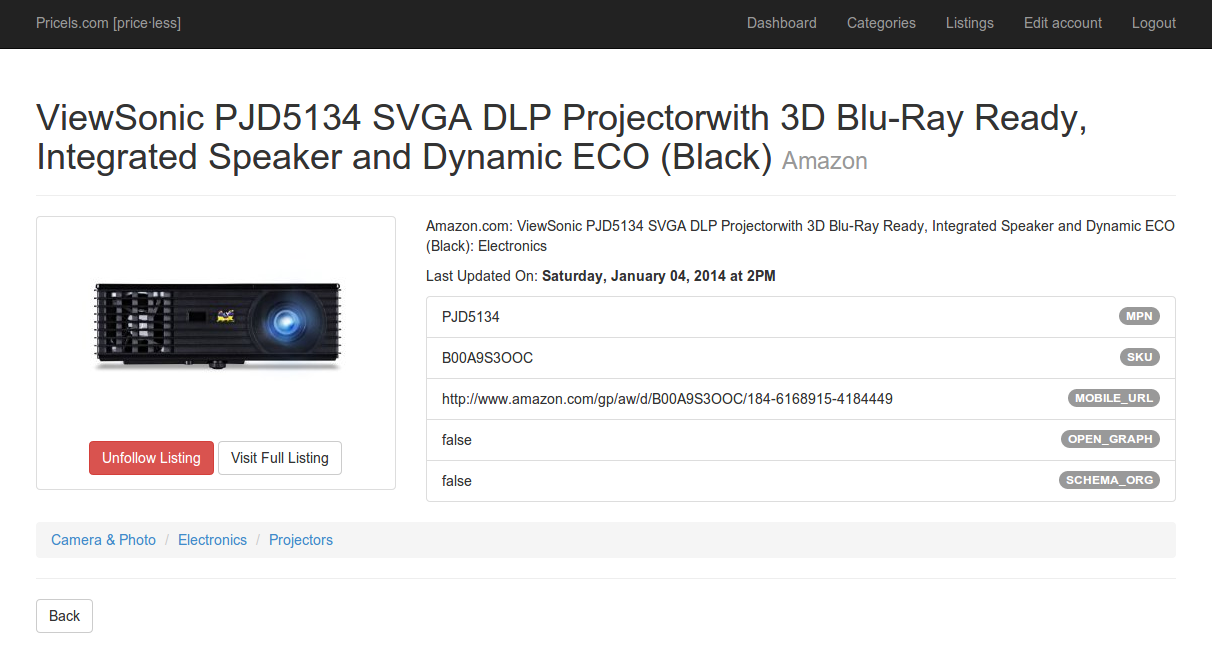 Pricels.com [price·less] Dashboard Categories Listings Edit account Logout
ViewSonic PJD5134 SVGA DLP Projectorwith 3D Blu-Ray Ready,
Integrated Speaker and Dynamic ECO (Black) Amazon
Unfollow Listing Visit Full Listing
Amazon.com: ViewSonic PJD5134 SVGA DLP Projectorwith 3D Blu-Ray Ready, Integrated Speaker and Dynamic ECO
(Black): Electronics
Last Updated On: Saturday, January 04, 2014 at 2PM
PJD5134 MPN
B00A9S3OOC SKU
http://www.amazon.com/gp/aw/d/B00A9S3OOC/184-6168915-4184449 MOBILE_URL
false OPEN_GRAPH
false SCHEMA_ORG
Camera & Photo / Electronics / Projectors
Back